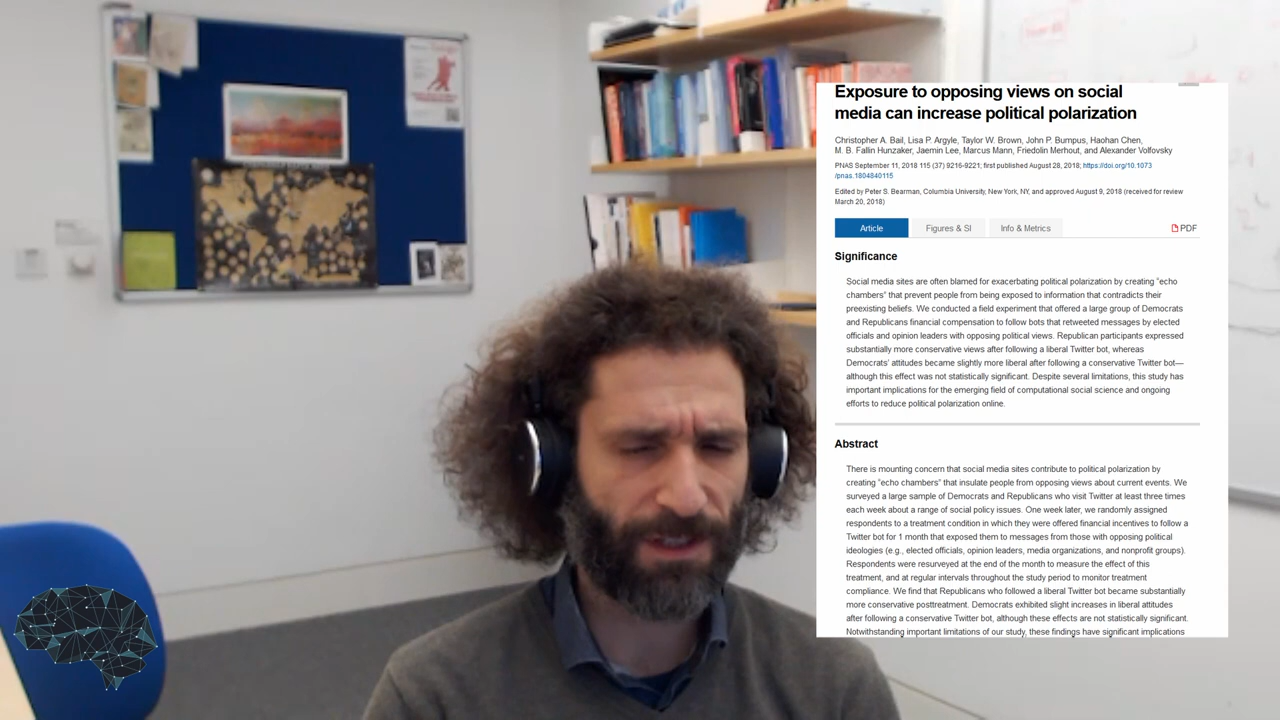 Exposure to opposing views on social
media can increase political polarization
Christopher A. Bail, Lisa P. Argyle, Taylor W. Brown, John P. Bumpus, Haohan Chen,
M. B. Fallin Hunzaker, Jaemin Lee, Marcus Mann, Friedolin Merhout, and Alexander Volfovsky
PNAS September 11, 2018 115 (37) 9216-9221; first published August 28, 2018; https://doi.org/10.1073
/pnas.1804840115
Edited by Peter S. Bearman, Columbia University, New York, NY, and approved August 9, 2018 (received for review
March 20, 2018)
Article
Figures & SI
Info & Metrics
PDF
Significance
Social media sites are often blamed for exacerbating political polarization by creating “echo
chambers” that prevent people from being exposed to information that contradicts their
preexisting beliefs. We conducted a field experiment that offered a large group of Democrats
and Republicans financial compensation to follow bots that retweeted messages by elected
officials and opinion leaders with opposing political views. Republican participants expressed
substantially more conservative views after following a liberal Twitter bot, whereas
Democrats’ attitudes became slightly more liberal after following a conservative Twitter bot—
although this effect was not statistically significant. Despite several limitations, this study has
important implications for the emerging field of computational social science and ongoing
efforts to reduce political polarization online.
Abstract
There is mounting concern that social media sites contribute to political polarization by
creating “echo chambers” that insulate people from opposing views about current events. We
surveyed a large sample of Democrats and Republicans who visit Twitter at least three times
each week about a range of social policy issues. One week later, we randomly assigned
respondents to a treatment condition in which they were offered financial incentives to follow a
Twitter bot for 1 month that exposed them to messages from those with opposing political
ideologies (e.g., elected officials, opinion leaders, media organizations, and nonprofit groups).
Respondents were resurveyed at the end of the month to measure the effect of this
treatment, and at regular intervals throughout the study period to monitor treatment
compliance. We find that Republicans who followed a liberal Twitter bot became substantially
more conservative posttreatment. Democrats exhibited slight increases in liberal attitudes
after following a conservative Twitter bot, although these effects are not statistically significant.
Notwithstanding important limitations of our study, these findings have significant implications